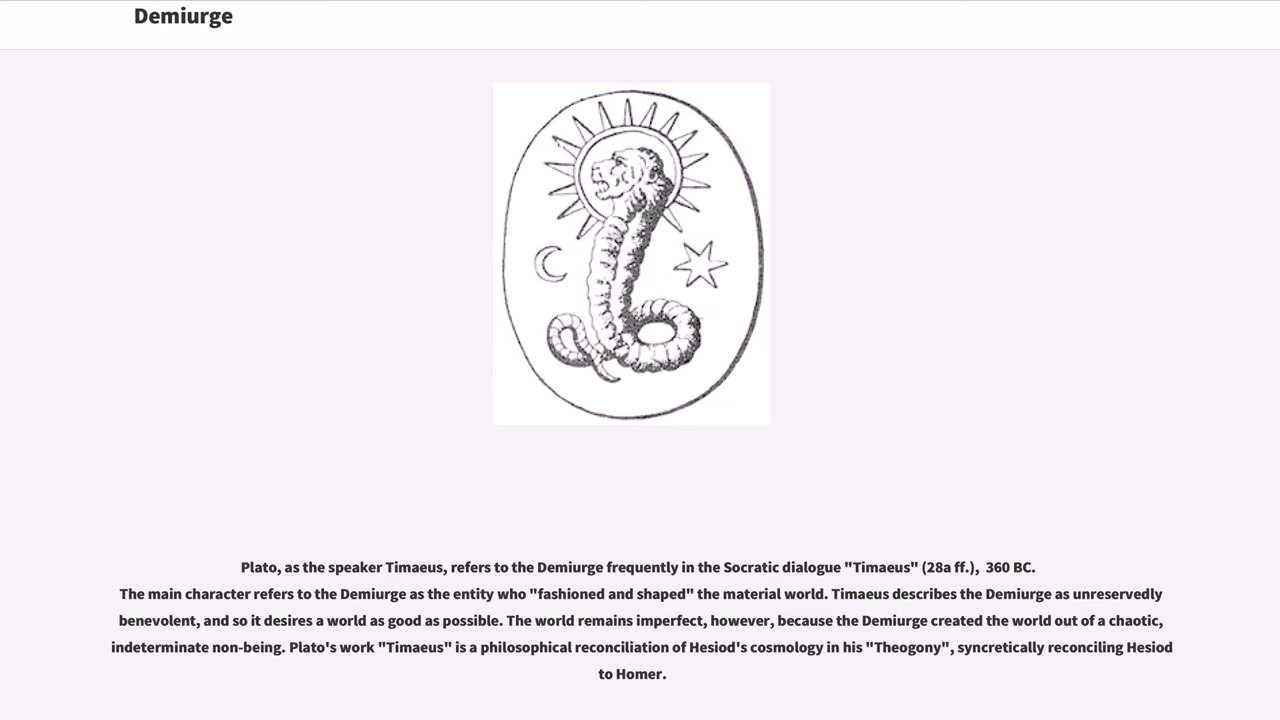 Demiurge
Plato, as the speaker Timaeus, refers to the Demiurge frequently in the Socratic dialogue "Timaeus" (28a ff.),  360 BC.
The main character refers to the Demiurge as the entity who "fashioned and shaped" the material world. Timaeus describes the Demiurge as unreservedly
benevolent, and so it desires a world as good as possible. The world remains imperfect, however, because the Demiurge created the world out of a chaotic,
indeterminate non-being. Plato's work "Timaeus" is a philosophical reconciliation of Hesiod's cosmology in his "Theogony", syncretically reconciling Hesiod
to Homer.